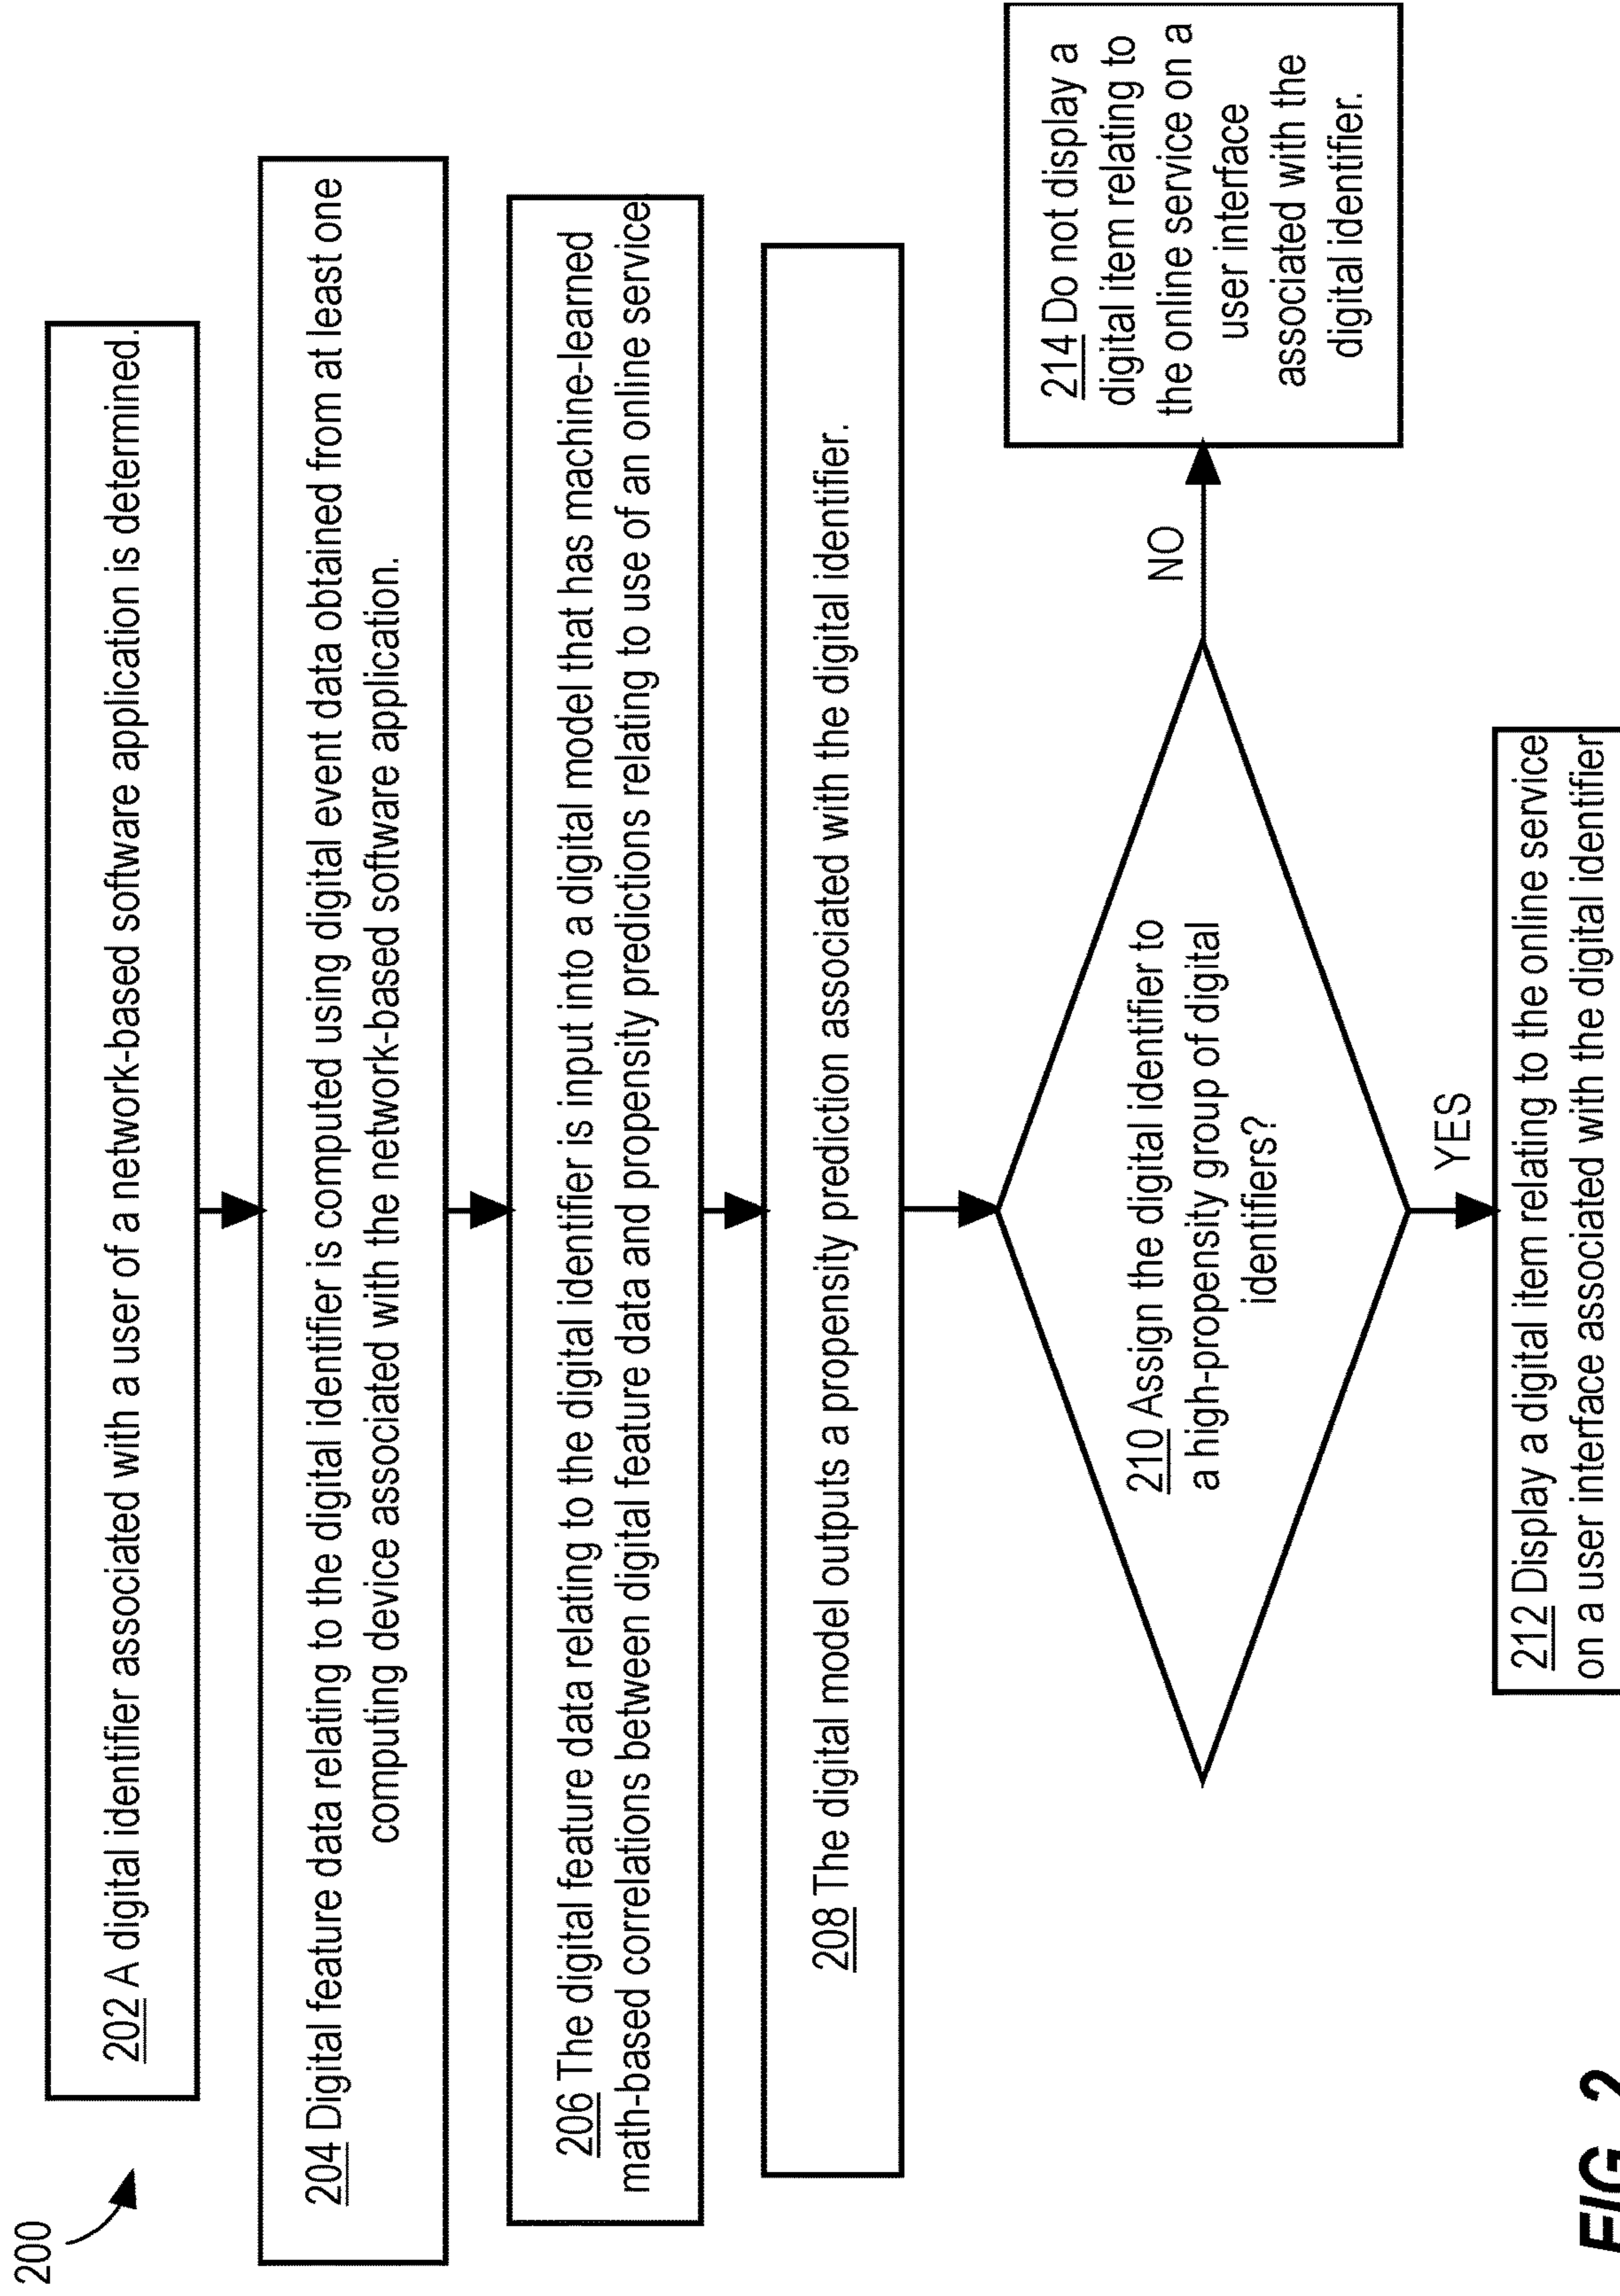 200
202 A digital identifier associated with a user of a network-based software application is determined.
204 Digital feature data relating to the digital identifier is computed using digital event data obtained from at least one
computing device associated with the network-based software application.
206 The digital feature data relating to the digital identifier is input into a digital model that has machine-learned
math-based correlations between digital feature data and propensity predictions relating to use of an online service
208 The digital model outputs a propensity prediction associated with the digital identifier.
210 Assign the digital identifier to
a high-propensity group of digital
identifiers?
NO
214 Do not display a
digital item relating to
the online service on a
user interface
associated with the
digital identifier.
YES
212 Display a digital item relating to the online service
on a user interface associated with the digital identifier
FIG. 2